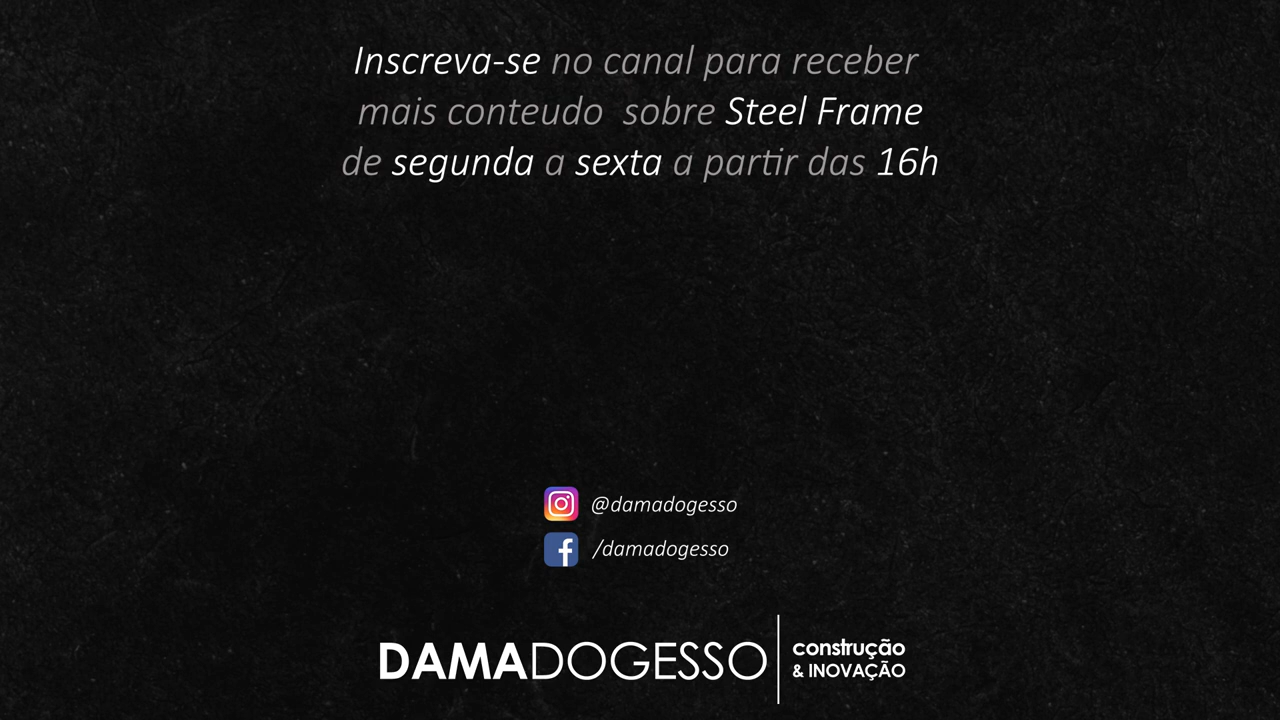 Inscreva-se no canal para receber
mais conteudo sobre Steel Frame
de segunda a sexta a partir das 16h
@damadogesso
/damadogesso
DAMADOGESSO
construção
& INOVAÇÃO